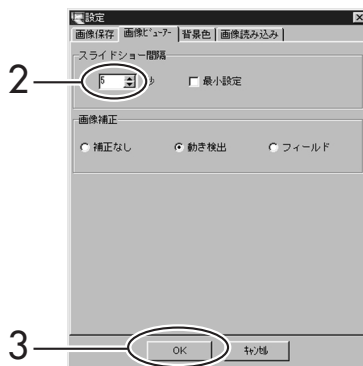 設定
画像保存 画像ビューアー 背景色 画像読み込み
スライドショー間隔
2 5 秒 最小設定
画像補正
補正なし 動き検出 フィールド
3 OK キャンセル